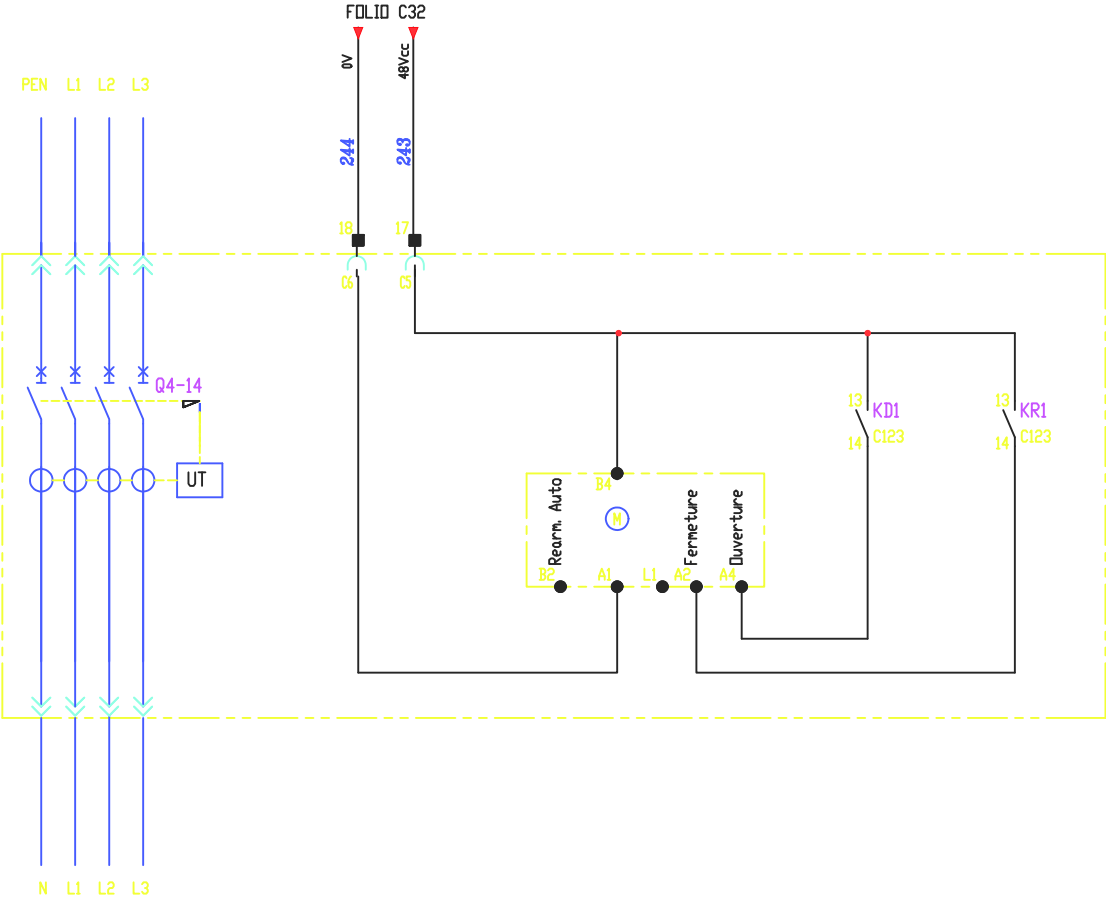 FOLIO C32
0V
48Vcc
PEN L1 L2 L3
244
243
18
17
C6
C5
Q4-14
13
KD1
14
C123
13
KR1
14
C123
UT
B4
Rearm. Auto
M
Fermeture
Ouverture
B2
A1
L1
A2
A4
N L1 L2 L3